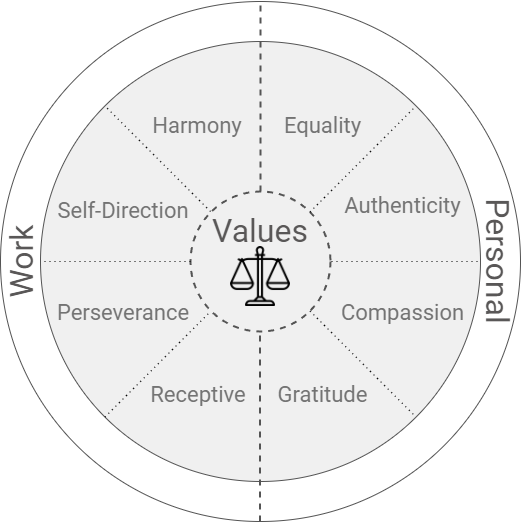 Harmony
Equality
Self-Direction
Authenticity
Values
Work
Personal
Perseverance
Compassion
Receptive
Gratitude